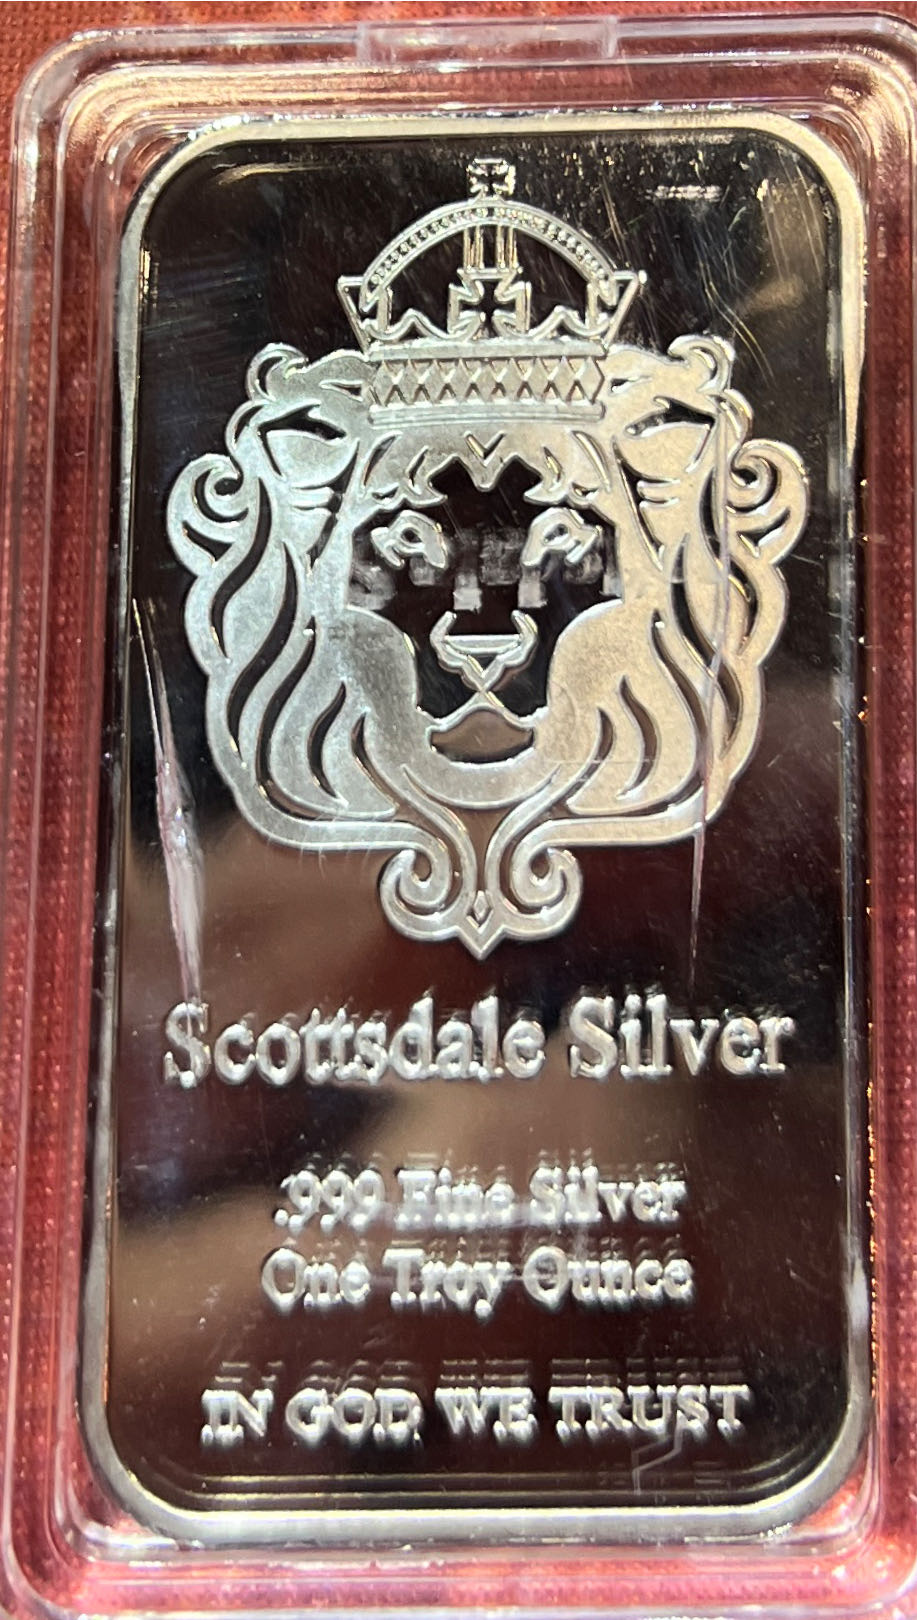 Scottsdale Silver
.999 Fine Silver
One Troy Ounce
IN GOD WE TRUST